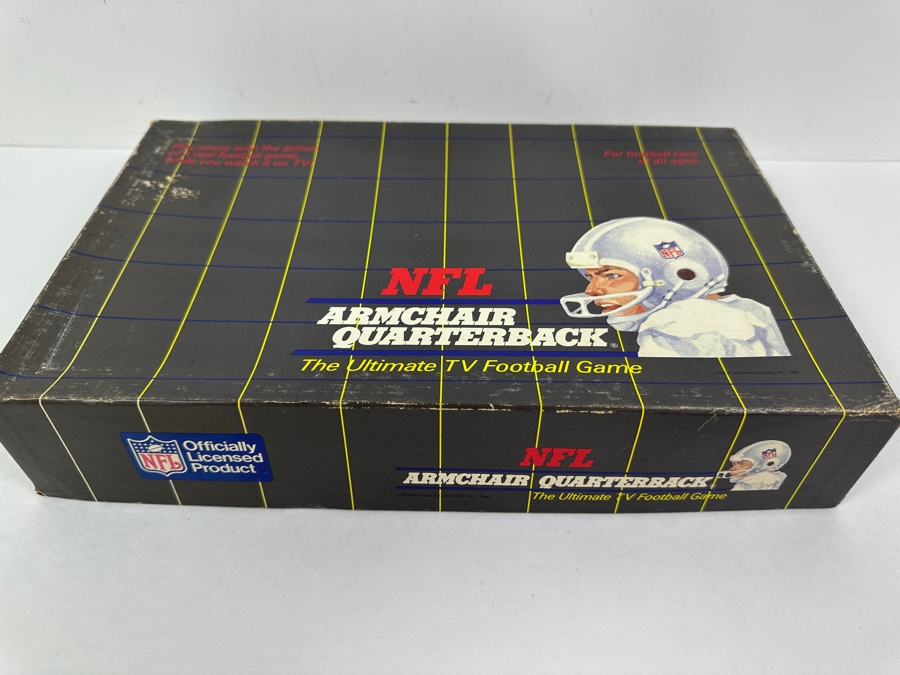 Play along with the action
of a real football game,
while you watch it on TV!
For football fans
of all ages.
NFL
NFL
ARMCHAIR
QUARTERBACK®
The Ultimate TV Football Game
NFL
Officially
Licensed
Product
NFL
NFL
ARMCHAIR QUARTERBACK
The Ultimate TV Football Game